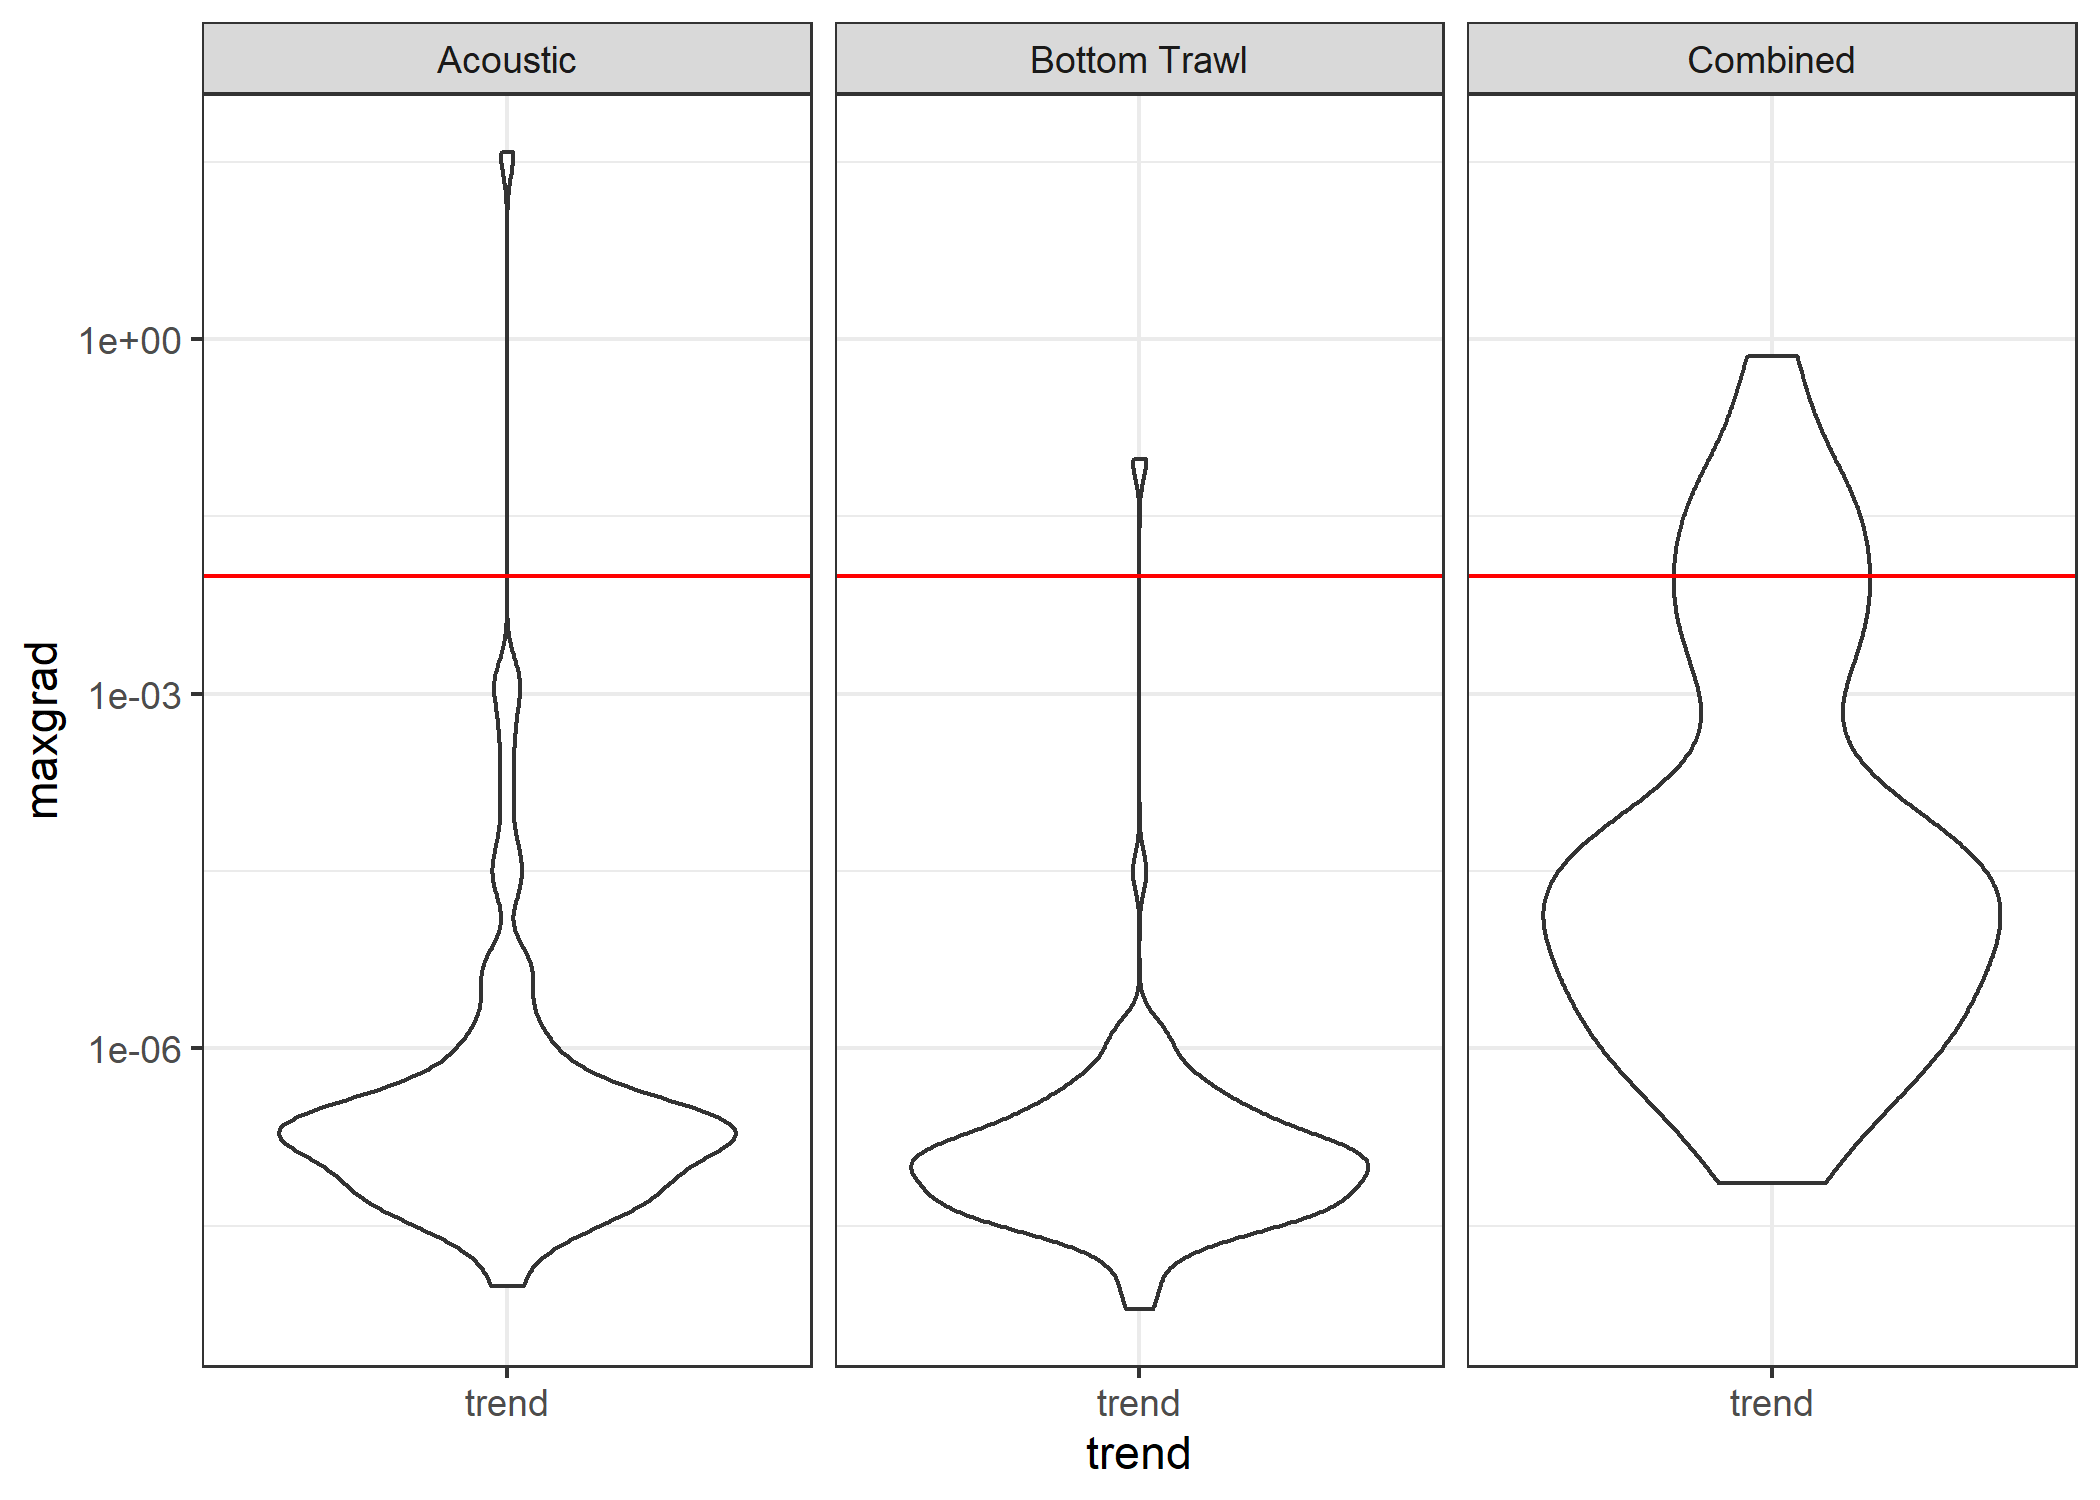 Acoustic
Bottom Trawl
Combined
maxgrad
1e+00
1e-03
1e-06
trend
trend
trend
trend